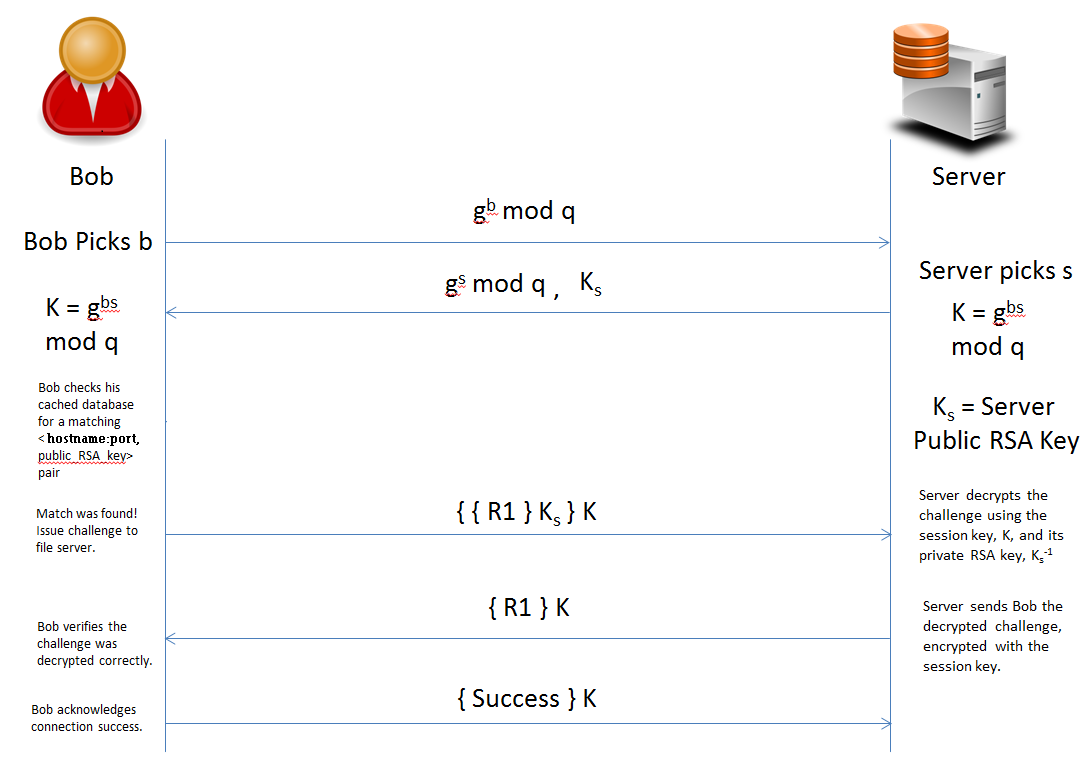 Bob
Server
g^b mod q
Bob Picks b
Server picks s
g^s mod q , K_s
K = g^bs
mod q
K = g^bs
mod q
Bob checks his
cached database
for a matching
< hostname:port,
public_RSA_key>
pair
K_s = Server
Public RSA Key
Match was found!
Issue challenge to
file server.
{ { R1 } K_s } K
Server decrypts the
challenge using the
session key, K, and its
private RSA key, K_s^-1
{ R1 } K
Bob verifies the
challenge was
decrypted correctly.
Server sends Bob the
decrypted challenge,
encrypted with the
session key.
{ Success } K
Bob acknowledges
connection success.